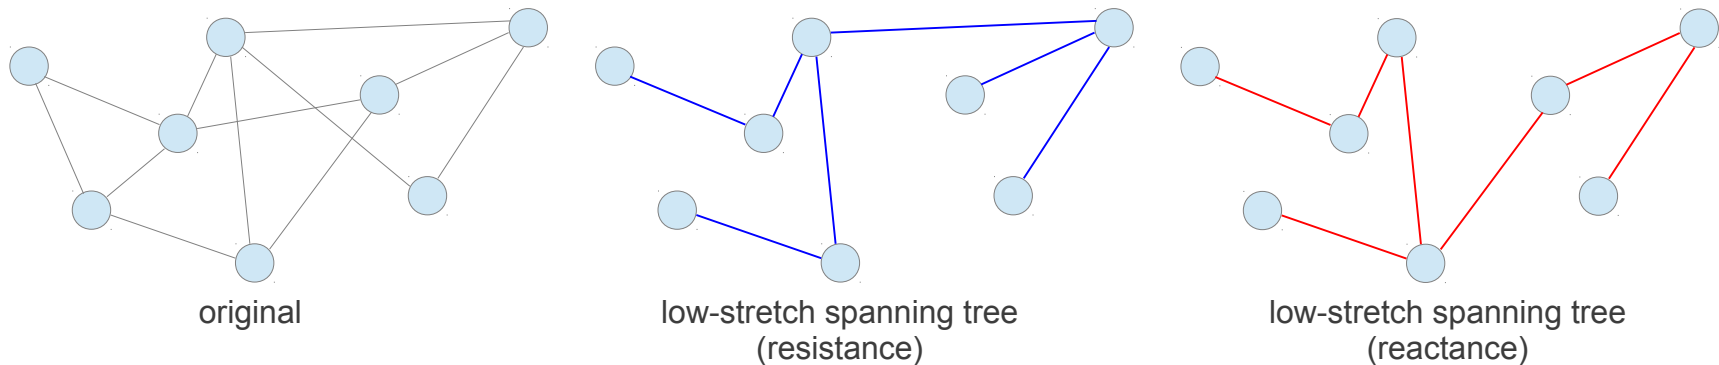 original
low-stretch spanning tree
(resistance)
low-stretch spanning tree
(reactance)